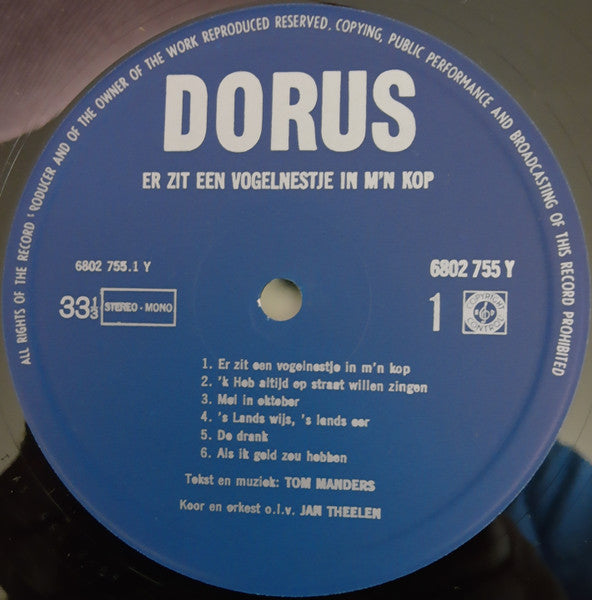 ALL RIGHTS OF THE RECORD PRODUCER AND OF THE OWNER OF THE WORK REPRODUCED RESERVED. COPYING, PUBLIC PERFORMANCE AND BROADCASTING OF THIS RECORD PROHIBITED
DORUS
ER ZIT EEN VOGELNESTJE IN M'N KOP
6802 755.1 Y
6802 755 Y
33 1/3 STEREO - MONO
1
COPYRIGHT CONTROL
1. Er zit een vogelnestje in m'n kop
2. 'k Heb altijd op straat willen zingen
3. Mei in oktober
4. 's Lands wijs, 's lands eer
5. De drank
6. Als ik geld zou hebben
Tekst en muziek: TOM MANDERS
Koor en orkest o.l.v. JAN THEELEN